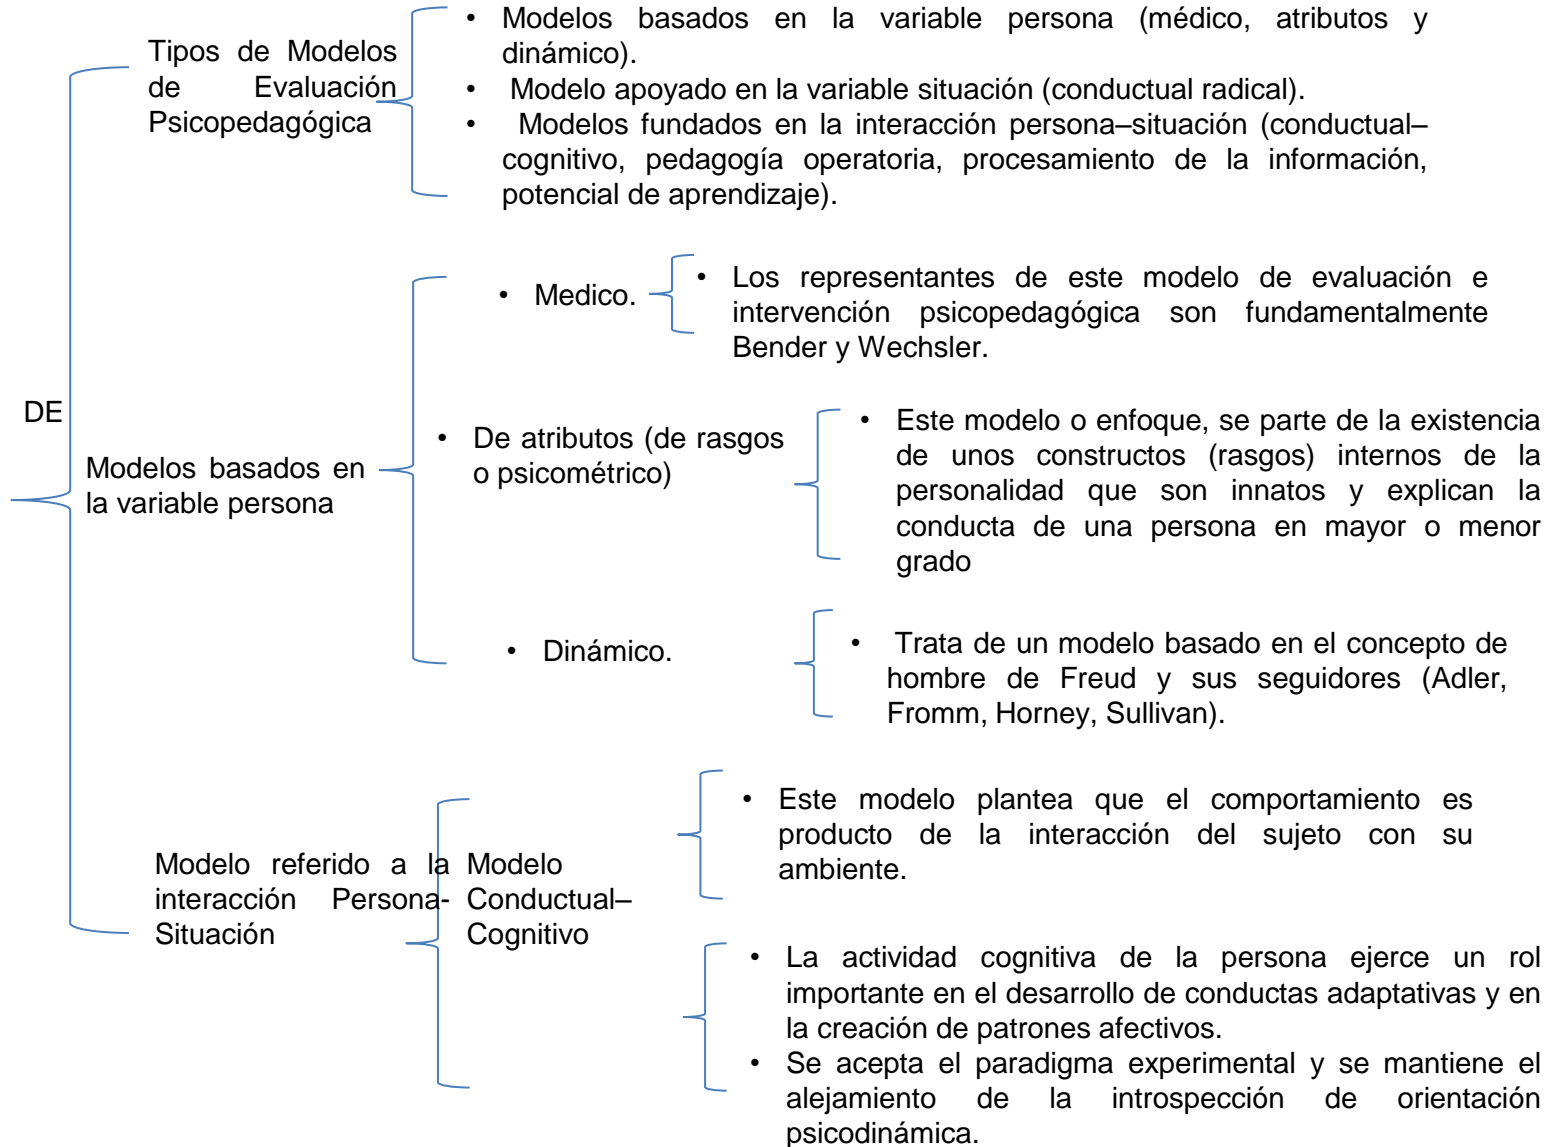 • Modelos basados en la variable persona (médico, atributos y
dinámico).
• Modelo apoyado en la variable situación (conductual radical).
• Modelos fundados en la interacción persona–situación (conductual–
cognitivo, pedagogía operatoria, procesamiento de la información,
potencial de aprendizaje).
Tipos de Modelos
de Evaluación
Psicopedagógica
• Medico.
• Los representantes de este modelo de evaluación e
intervención psicopedagógica son fundamentalmente
Bender y Wechsler.
DE
Modelos basados en
la variable persona
• De atributos (de rasgos
o psicométrico)
• Este modelo o enfoque, se parte de la existencia
de unos constructos (rasgos) internos de la
personalidad que son innatos y explican la
conducta de una persona en mayor o menor
grado
• Dinámico.
• Trata de un modelo basado en el concepto de
hombre de Freud y sus seguidores (Adler,
Fromm, Horney, Sullivan).
Modelo referido a la
interacción Persona-
Situación
Modelo
Conductual–
Cognitivo
• Este modelo plantea que el comportamiento es
producto de la interacción del sujeto con su
ambiente.
• La actividad cognitiva de la persona ejerce un rol
importante en el desarrollo de conductas adaptativas y en
la creación de patrones afectivos.
• Se acepta el paradigma experimental y se mantiene el
alejamiento de la introspección de orientación
psicodinámica.